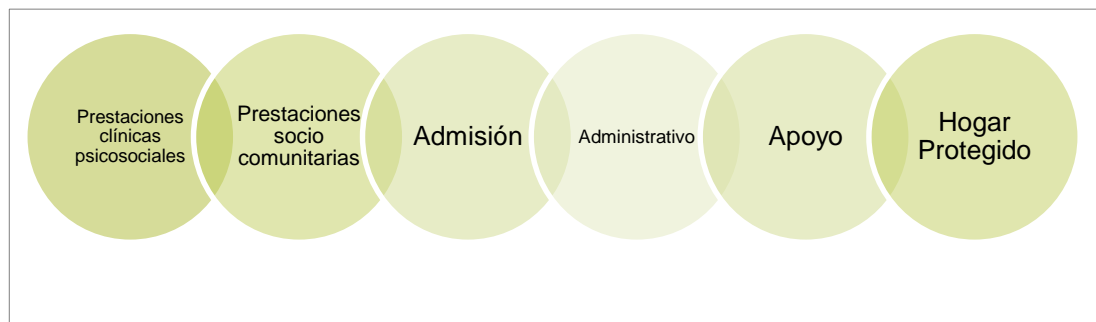 Prestaciones
clínicas
psicosociales
Prestaciones
socio
comunitarias
Admisión
Administrativo
Apoyo
Hogar
Protegido